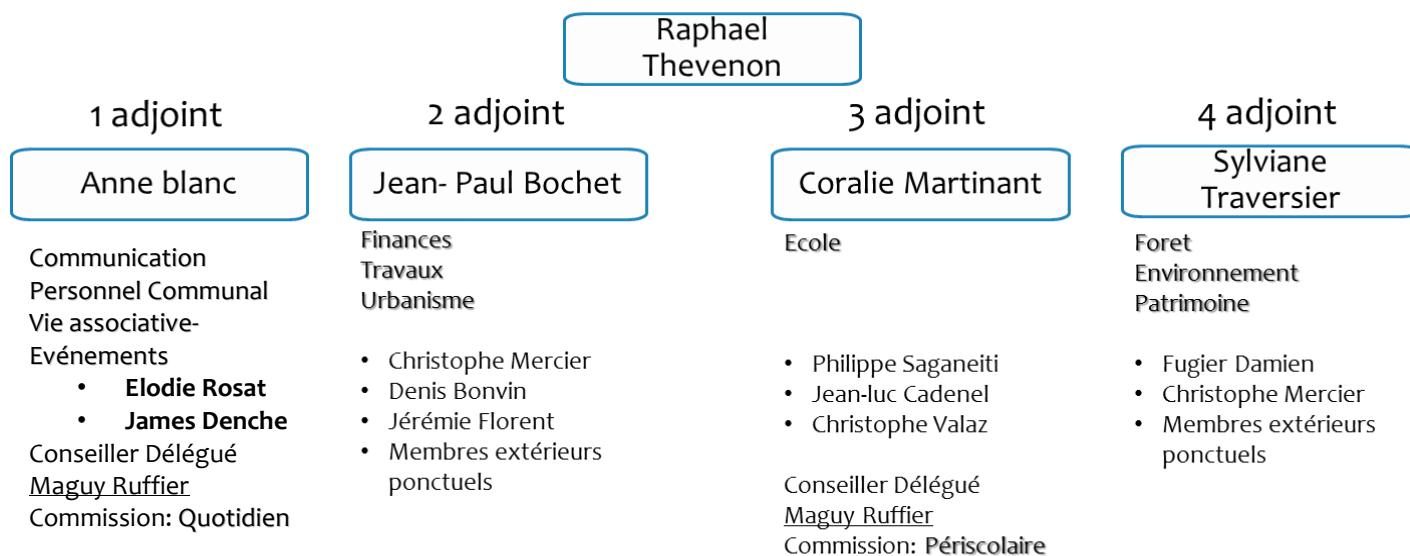 Raphael
Thevenon
1 adjoint
Anne blanc
Communication
Personnel Communal
Vie associative-
Evénements
• Elodie Rosat
• James Denche
Conseiller Délégué
Maguy Ruffier
Commission: Quotidien
2 adjoint
Jean- Paul Bochet
Finances
Travaux
Urbanisme
• Christophe Mercier
• Denis Bonvin
• Jérémie Florent
• Membres extérieurs
ponctuels
3 adjoint
Coralie Martinant
Ecole
• Philippe Saganeiti
• Jean-luc Cadenel
• Christophe Valaz
Conseiller Délégué
Maguy Ruffier
Commission: Périscolaire
4 adjoint
Sylviane
Traversier
Foret
Environnement
Patrimoine
• Fugier Damien
• Christophe Mercier
• Membres extérieurs
ponctuels